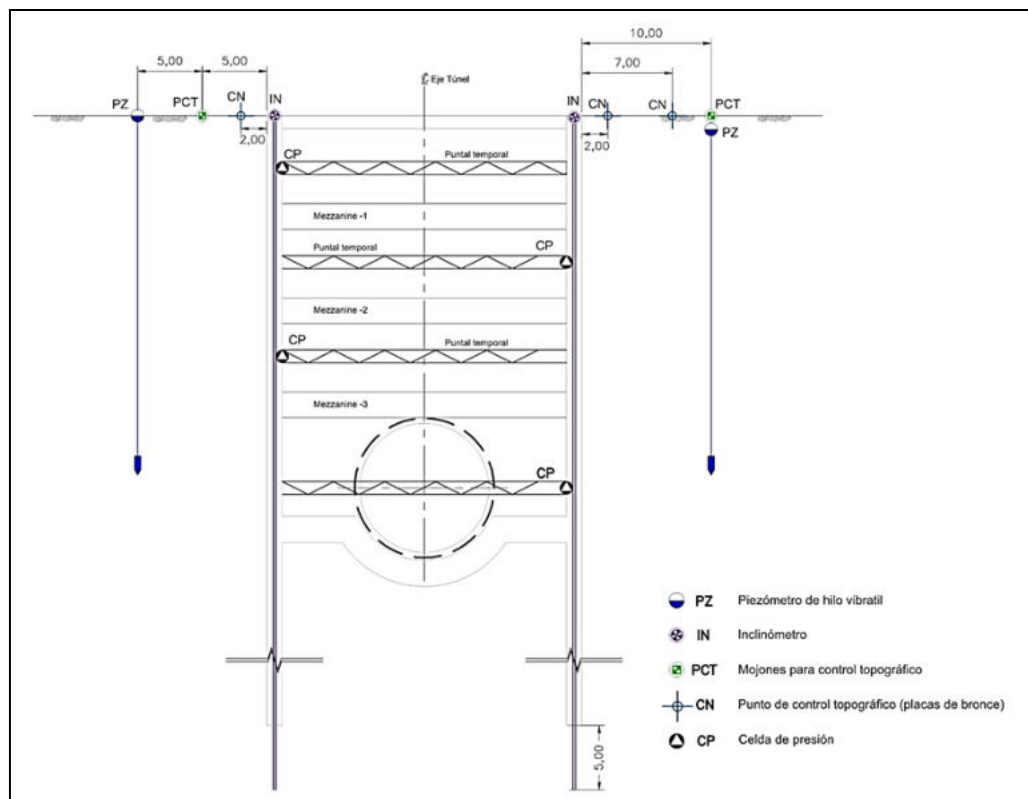 10,00
5,00 5,00 7,00
℄ Eje Túnel
PZ PCT CN IN IN CN CN PCT
PZ
2,00 2,00
CP Puntal temporal
Mezzanine -1
Puntal temporal CP
Mezzanine -2
CP Puntal temporal
Mezzanine -3
CP
PZ Piezómetro de hilo vibratil
IN Inclinómetro
PCT Mojones para control topográfico
CN Punto de control topográfico (placas de bronce)
CP Celda de presión
5,00